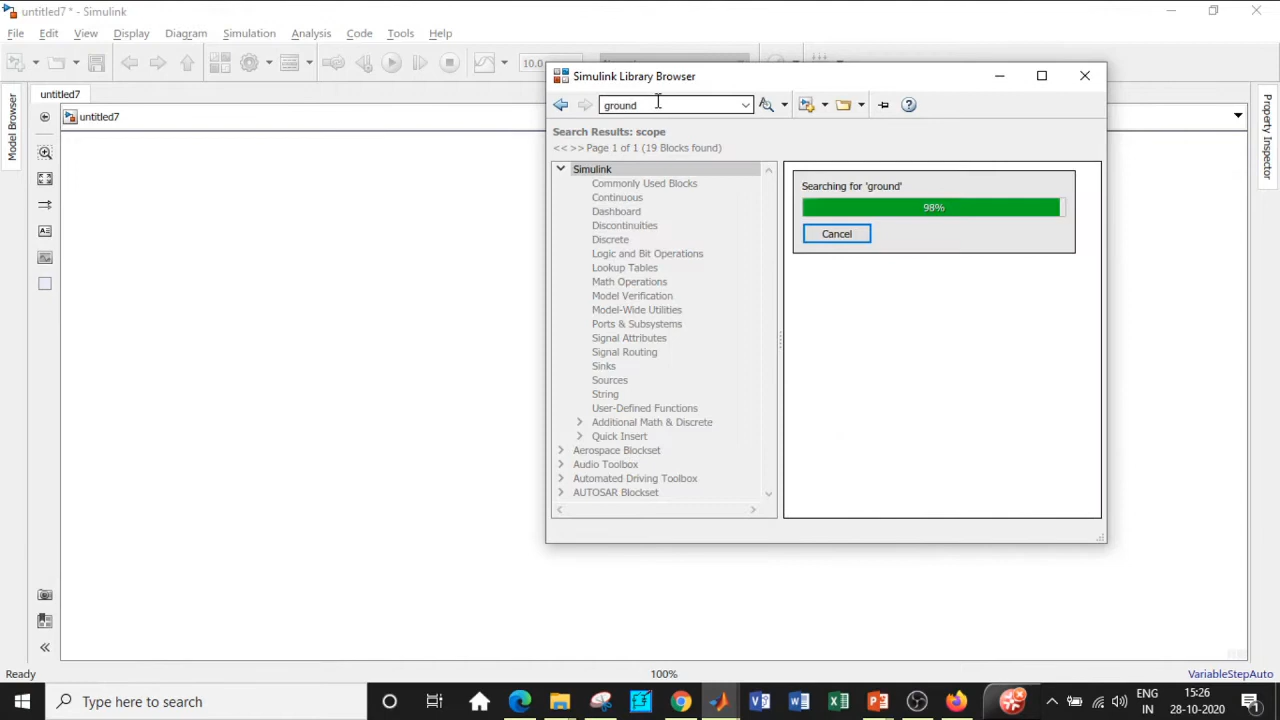 untitled7 * - Simulink
File Edit View Display Diagram Simulation Analysis Code Tools Help
10.0
untitled7
untitled7
Model Browser
Property Inspector
Simulink Library Browser
ground
Search Results: scope
<< >> Page 1 of 1 (19 Blocks found)
Simulink
Commonly Used Blocks
Continuous
Dashboard
Discontinuities
Discrete
Logic and Bit Operations
Lookup Tables
Math Operations
Model Verification
Model-Wide Utilities
Ports & Subsystems
Signal Attributes
Signal Routing
Sinks
Sources
String
User-Defined Functions
Additional Math & Discrete
Quick Insert
Aerospace Blockset
Audio Toolbox
Automated Driving Toolbox
AUTOSAR Blockset
Searching for 'ground'
98%
Cancel
Ready
100%
VariableStepAuto
Type here to search
ENG
IN
15:26
28-10-2020